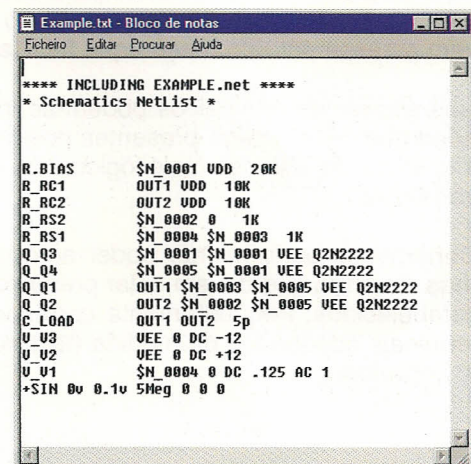 Example.txt - Bloco de notas
Ficheiro Editar Procurar Ajuda
**** INCLUDING EXAMPLE.net ****
* Schematics NetList *
R.BIAS $N_0001 VDD 20K
R_RC1 OUT1 VDD 10K
R_RC2 OUT2 VDD 10K
R_RS2 $N_0002 0 1K
R_RS1 $N_0004 $N_0003 1K
Q_Q3 $N_0001 $N_0001 VEE Q2N2222
Q_Q4 $N_0005 $N_0001 VEE Q2N2222
Q_Q1 OUT1 $N_0003 $N_0005 VEE Q2N2222
Q_Q2 OUT2 $N_0002 $N_0005 VEE Q2N2222
C_LOAD OUT1 OUT2 5p
V_V3 VEE 0 DC -12
V_V2 VEE 0 DC +12
V_V1 $N_0004 0 DC .125 AC 1
+SIN 0v 0.1v 5Meg 0 0 0